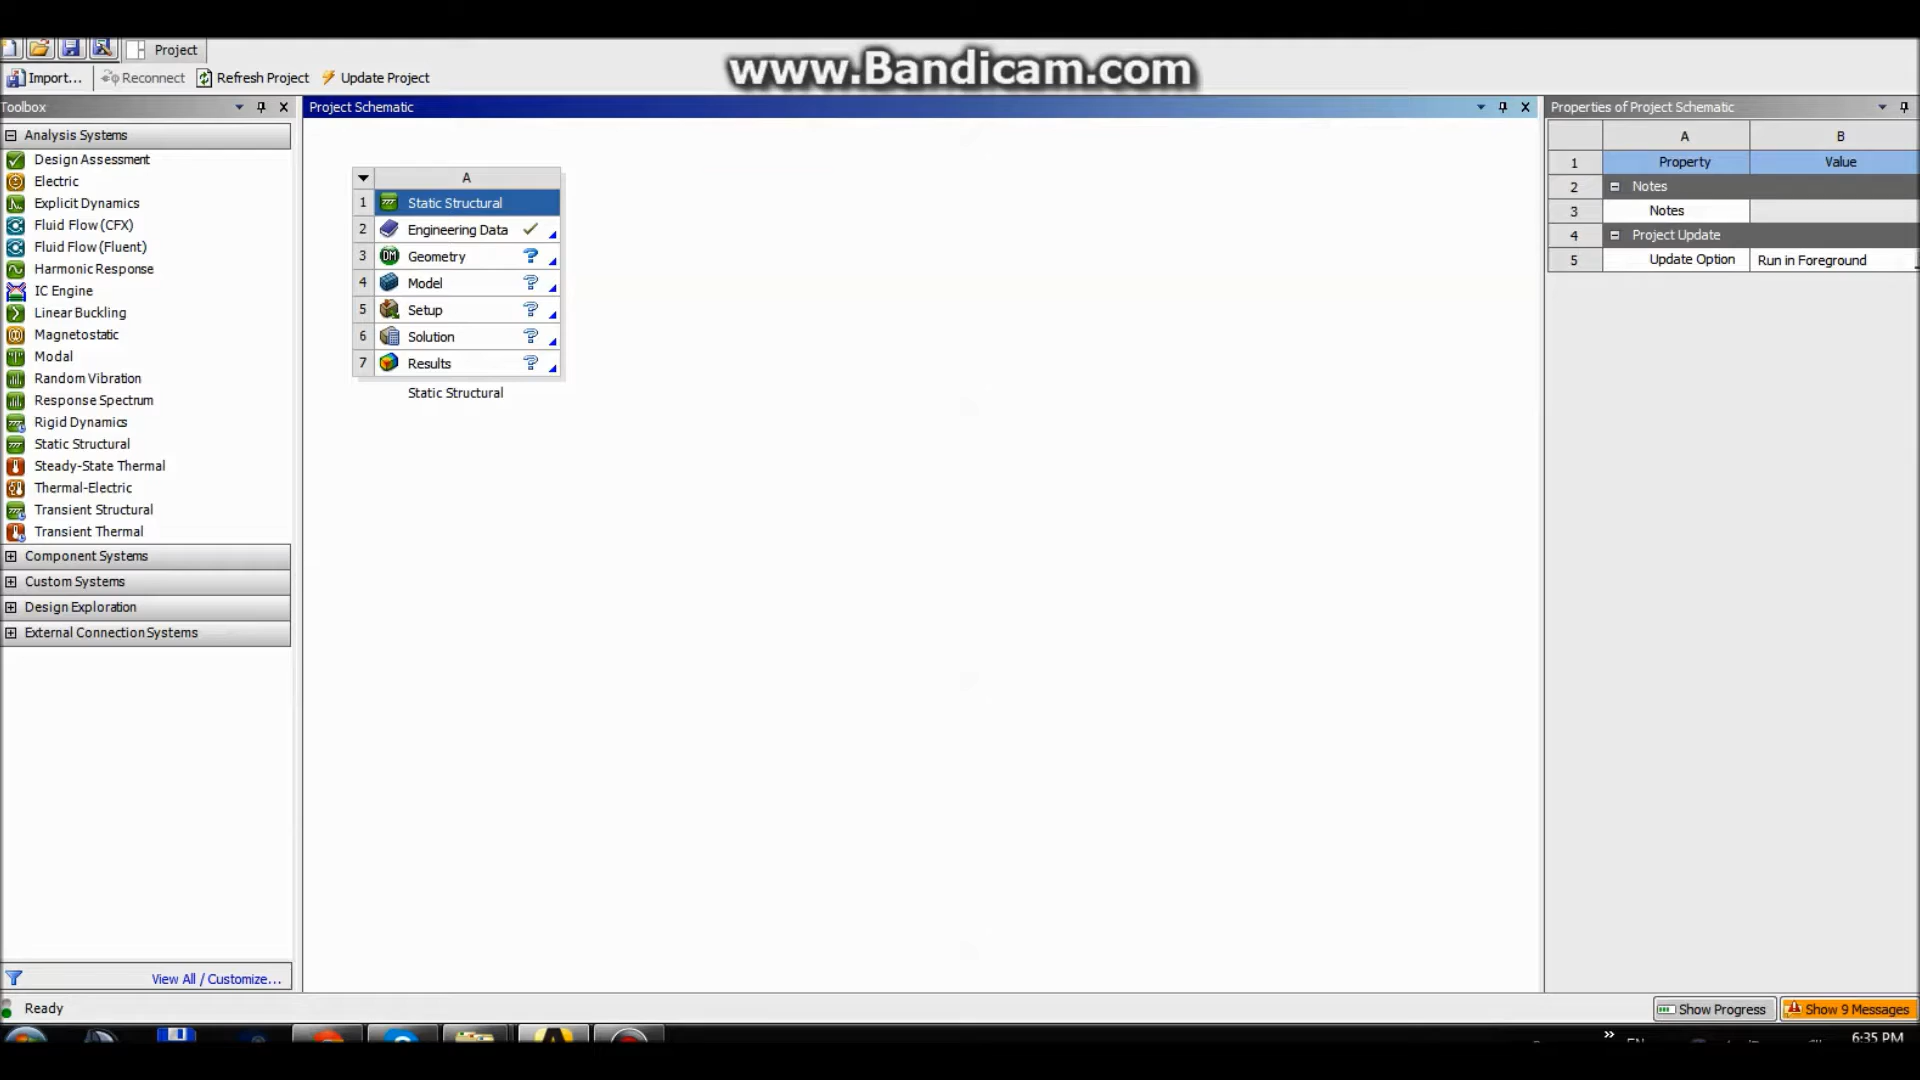 www.Bandicam.com
Project
Import...
Reconnect
Refresh Project
Update Project
Toolbox
Analysis Systems
Design Assessment
Electric
Explicit Dynamics
Fluid Flow (CFX)
Fluid Flow (Fluent)
Harmonic Response
IC Engine
Linear Buckling
Magnetostatic
Modal
Random Vibration
Response Spectrum
Rigid Dynamics
Static Structural
Steady-State Thermal
Thermal-Electric
Transient Structural
Transient Thermal
Component Systems
Custom Systems
Design Exploration
External Connection Systems
View All / Customize...
Project Schematic
A
1 Static Structural
2 Engineering Data
3 DM Geometry ?
4 Model ?
5 Setup ?
6 Solution ?
7 Results ?
Static Structural
Properties of Project Schematic
A B
1 Property Value
2 Notes
3 Notes
4 Project Update
5 Update Option Run in Foreground
Ready
Show Progress
Show 9 Messages
6:35 PM